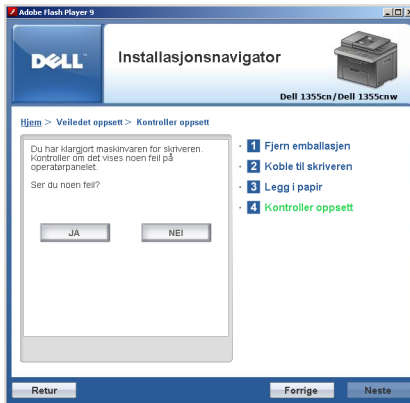 Adobe Flash Player 9
DELL™
Installasjonsnavigator
Dell 1355cn/Dell 1355cnw
Hjem > Veiledet oppsett > Kontroller oppsett
Du har klargjort maskinvaren for skriveren.
Kontroller om det vises noen feil på
operatørpanelet.
Ser du noen feil?
JA
NEI
1 Fjern emballasjen
2 Koble til skriveren
3 Legg i papir
4 Kontroller oppsett
Retur
Forrige
Neste